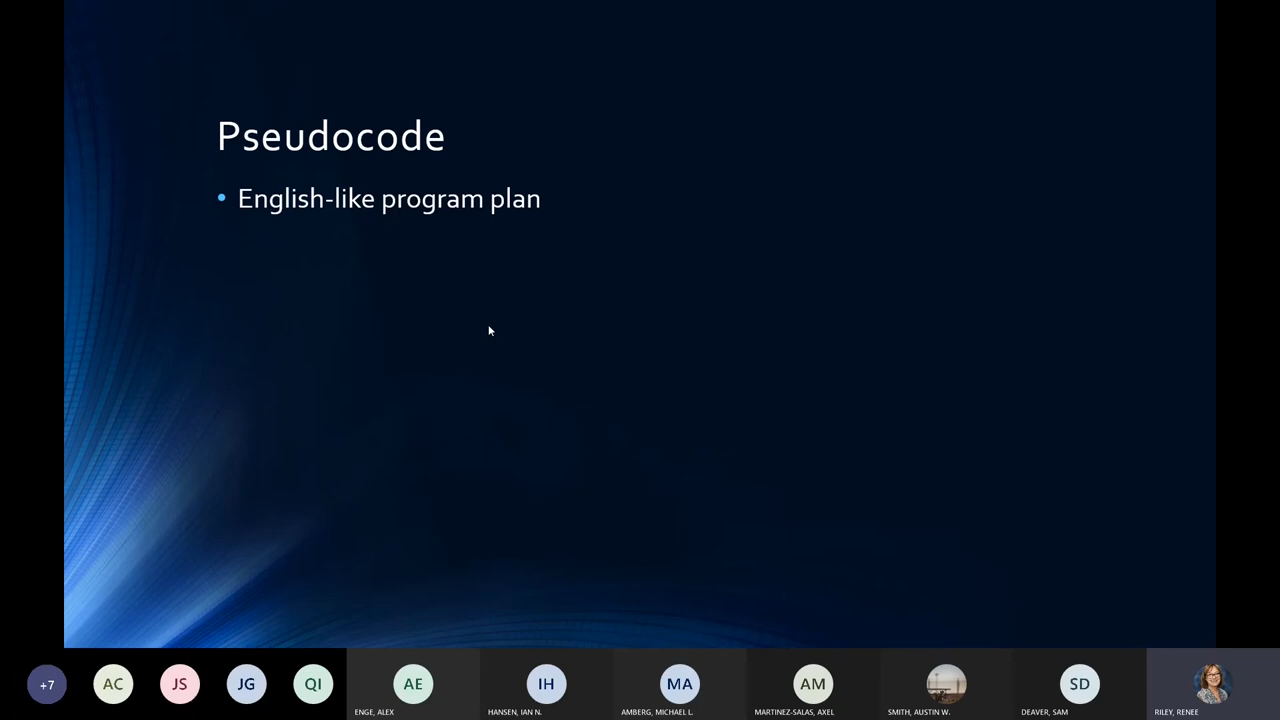 Pseudocode
• English-like program plan
+7
AC
JS
JG
QI
AE
IH
MA
AM
SD
ENGE, ALEX
HANSEN, IAN N.
AMBERG, MICHAEL L.
MARTINEZ-SALAS, AXEL
SMITH, AUSTIN W.
DEAVER, SAM
RILEY, RENEE